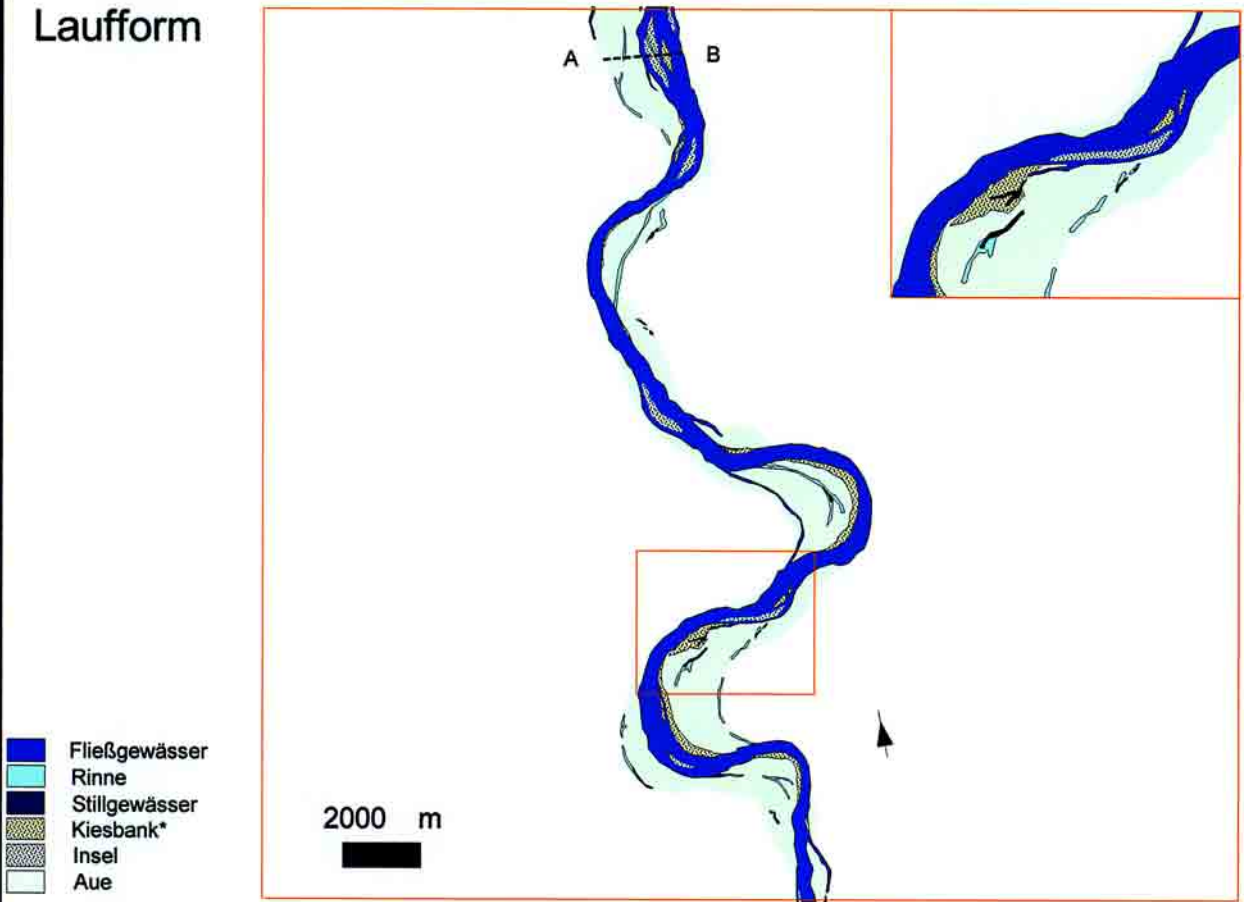 Laufform
A
B
2000 m
Fließgewässer
Rinne
Stillgewässer
Kiesbank*
Insel
Aue